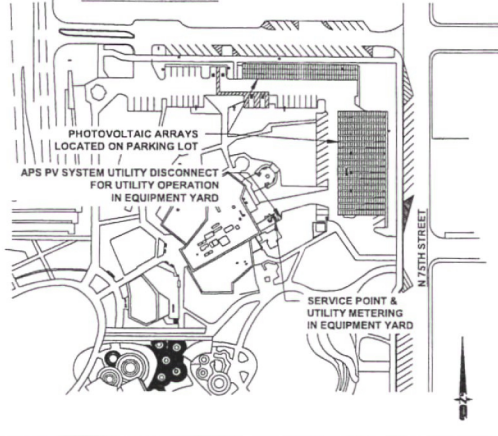 PHOTOVOLTAIC ARRAYS
LOCATED ON PARKING LOT
APS PV SYSTEM UTILITY DISCONNECT
FOR UTILITY OPERATION
IN EQUIPMENT YARD
N 75TH STREET
SERVICE POINT &
UTILITY METERING
IN EQUIPMENT YARD